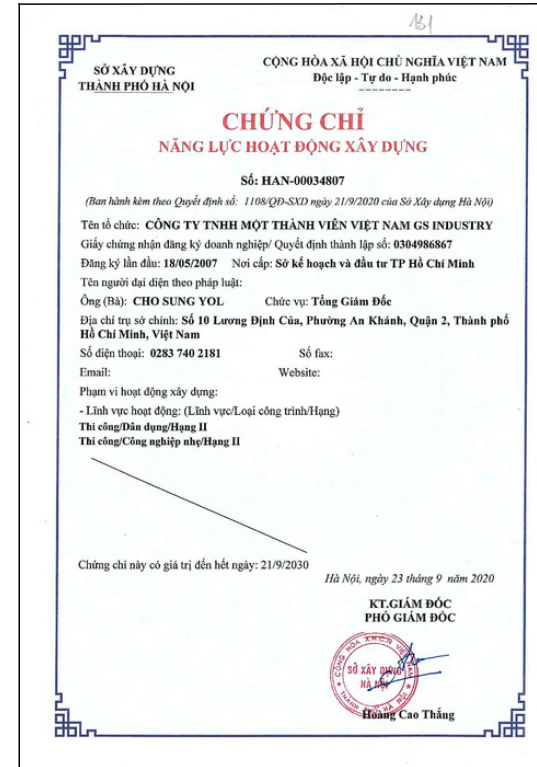 131
SỞ XÂY DỰNG
THÀNH PHỐ HÀ NỘI
CỘNG HÒA XÃ HỘI CHỦ NGHĨA VIỆT NAM
Độc lập - Tự do - Hạnh phúc
CHỨNG CHỈ
NĂNG LỰC HOẠT ĐỘNG XÂY DỰNG
Số: HAN-00034807
(Ban hành kèm theo Quyết định số: 1108/QĐ-SXD ngày 21/9/2020 của Sở Xây dựng Hà Nội)
Tên tổ chức: CÔNG TY TNHH MỘT THÀNH VIÊN VIỆT NAM GS INDUSTRY
Giấy chứng nhận đăng ký doanh nghiệp/ Quyết định thành lập số: 0304986867
Đăng ký lần đầu: 18/05/2007 Nơi cấp: Sở kế hoạch và đầu tư TP Hồ Chí Minh
Tên người đại diện theo pháp luật:
Ông (Bà): CHO SUNG YOL Chức vụ: Tổng Giám Đốc
Địa chỉ trụ sở chính: Số 10 Lương Định Của, Phường An Khánh, Quận 2, Thành phố
Hồ Chí Minh, Việt Nam
Số điện thoại: 0283 740 2181 Số fax:
Email: Website:
Phạm vi hoạt động xây dựng:
- Lĩnh vực hoạt động: (Lĩnh vực/Loại công trình/Hạng)
Thi công/Dân dụng/Hạng II
Thi công/Công nghiệp nhẹ/Hạng II
Chứng chỉ này có giá trị đến hết ngày: 21/9/2030
Hà Nội, ngày 23 tháng 9 năm 2020
KT.GIÁM ĐỐC
PHÓ GIÁM ĐỐC
SỞ XÂY DỰNG
HÀ NỘI
Hoàng Cao Thắng